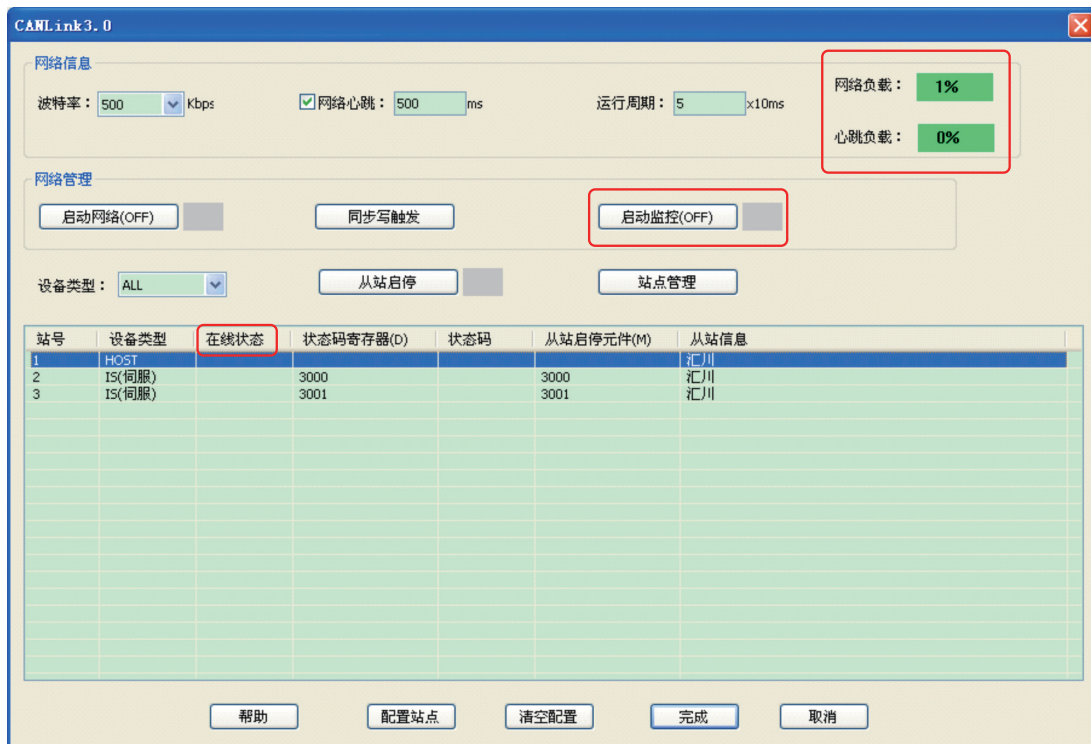 CANLink3.0
网络信息
波特率： 500 Kbps 网络心跳： 500 ms 运行周期： 5 x10ms 网络负载： 1%
心跳负载： 0%
网络管理
启动网络(OFF) 同步写触发 启动监控(OFF)
设备类型： ALL 从站启停 站点管理
站号 设备类型 在线状态 状态码寄存器(D) 状态码 从站启停元件(M) 从站信息
1 HOST 汇川
2 IS(伺服) 3000 3000 汇川
3 IS(伺服) 3001 3001 汇川
帮助 配置站点 清空配置 完成 取消